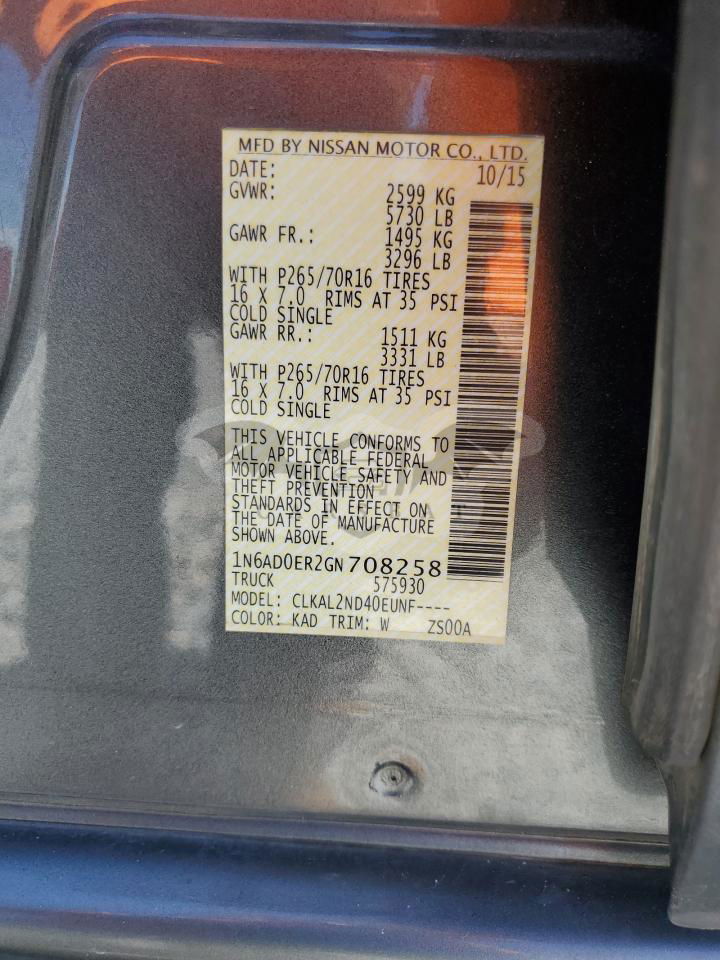 MFD BY NISSAN MOTOR CO., LTD.
DATE: 10/15
GVWR: 2599 KG
5730 LB
GAWR FR.: 1495 KG
3296 LB
WITH P265/70R16 TIRES
16 X 7.0 RIMS AT 35 PSI
COLD SINGLE
GAWR RR.: 1511 KG
3331 LB
WITH P265/70R16 TIRES
16 X 7.0 RIMS AT 35 PSI
COLD SINGLE
THIS VEHICLE CONFORMS TO
ALL APPLICABLE FEDERAL
MOTOR VEHICLE SAFETY AND
THEFT PREVENTION
STANDARDS IN EFFECT ON
THE DATE OF MANUFACTURE
SHOWN ABOVE.
1N6AD0ER2GN 708258
TRUCK 575930
MODEL: CLKAL2ND40EUNF----
COLOR: KAD TRIM: W ZS00A